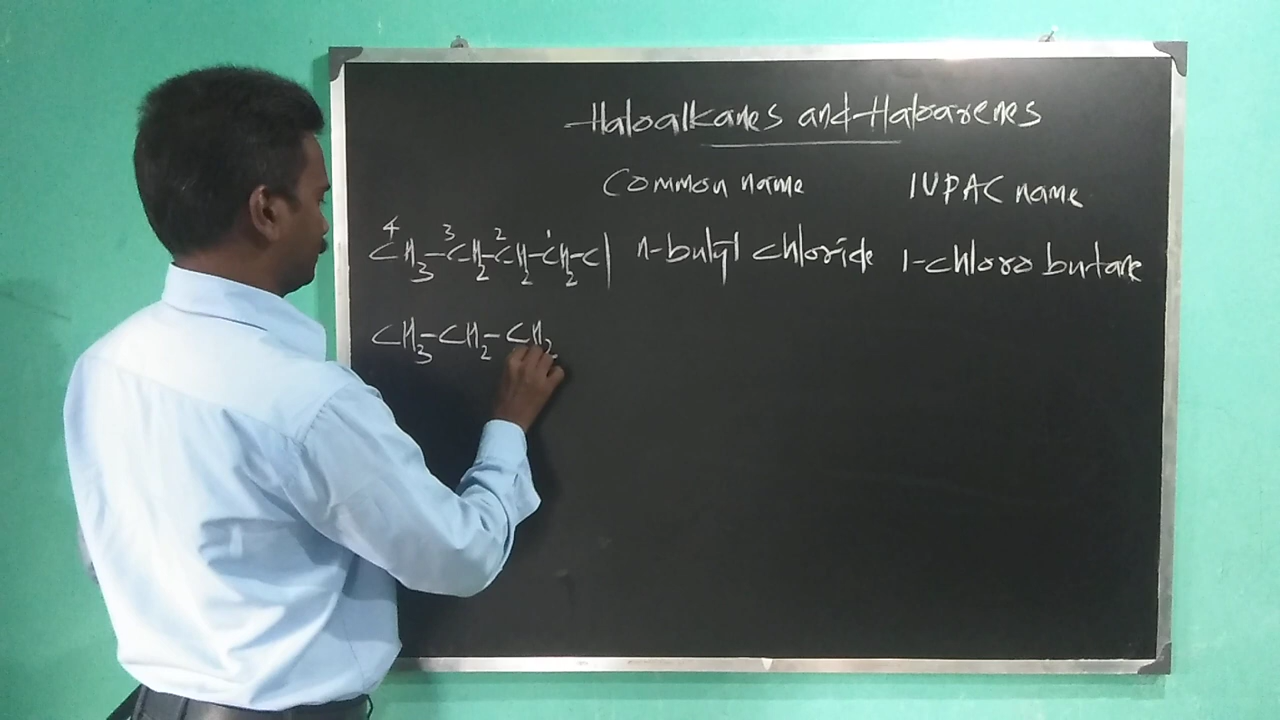 Haloalkanes and Haloarenes
Common name IUPAC name
4 3 2 1
CH3-CH2-CH2-CH2-Cl n-butyl chloride 1-chloro butane
CH3-CH2-CH2